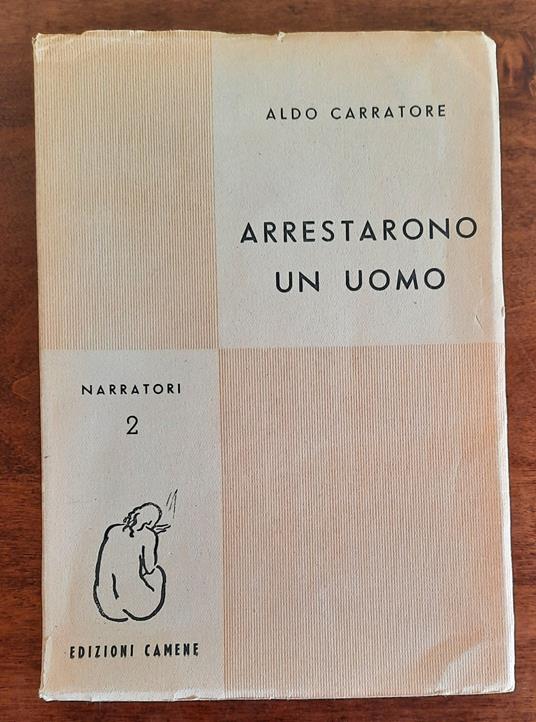 ALDO CARRATORE
ARRESTARONO
UN UOMO
NARRATORI
2
EDIZIONI CAMENE